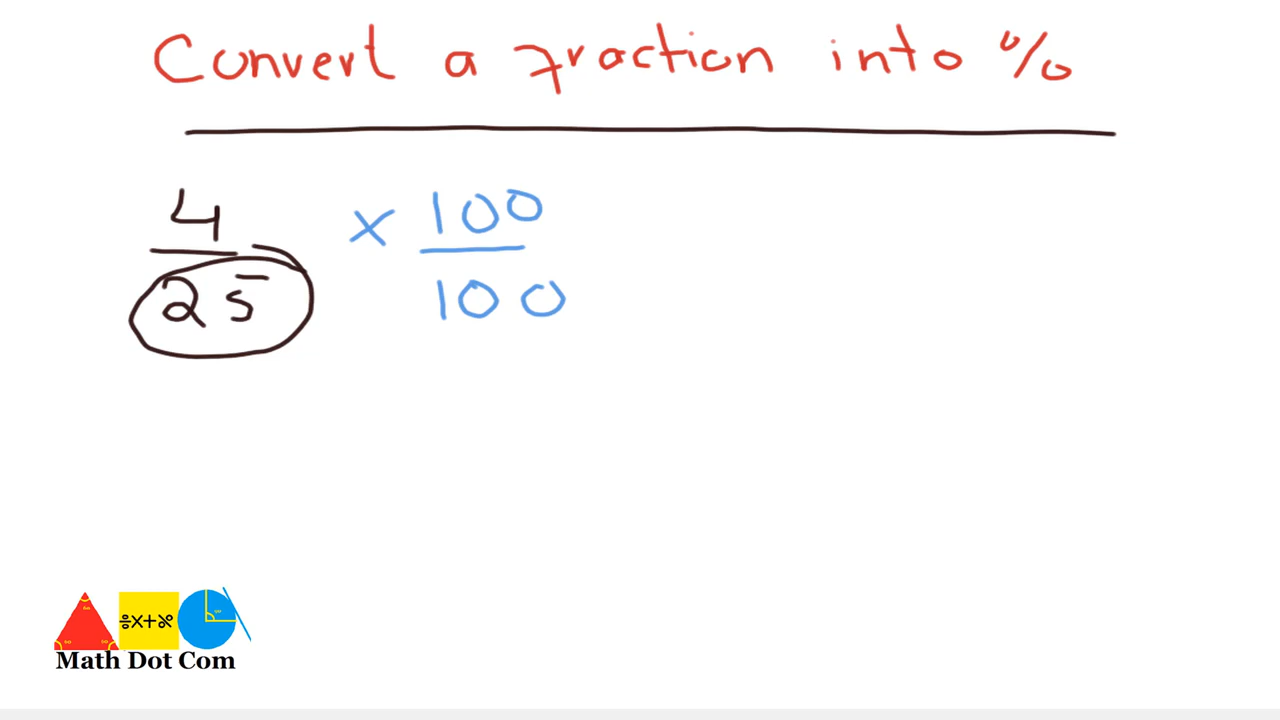 Convert a fraction into %
4/25 × 100/100
÷x+%
Math Dot Com